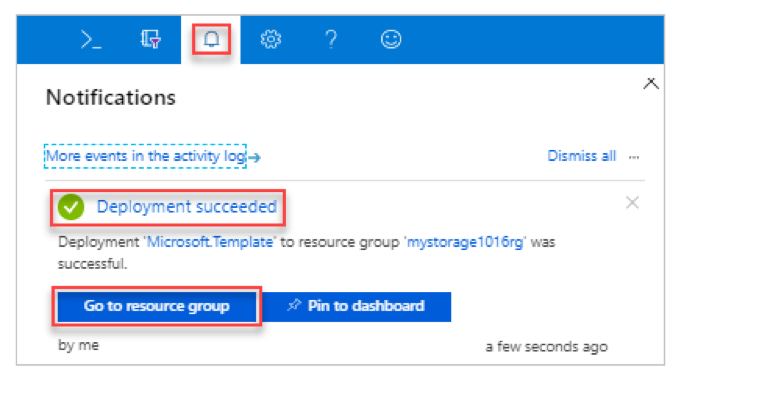 Notifications
More events in the activity log→
Dismiss all ...
Deployment succeeded
Deployment 'Microsoft.Template' to resource group 'mystorage1016rg' was
successful.
Go to resource group
Pin to dashboard
by me
a few seconds ago